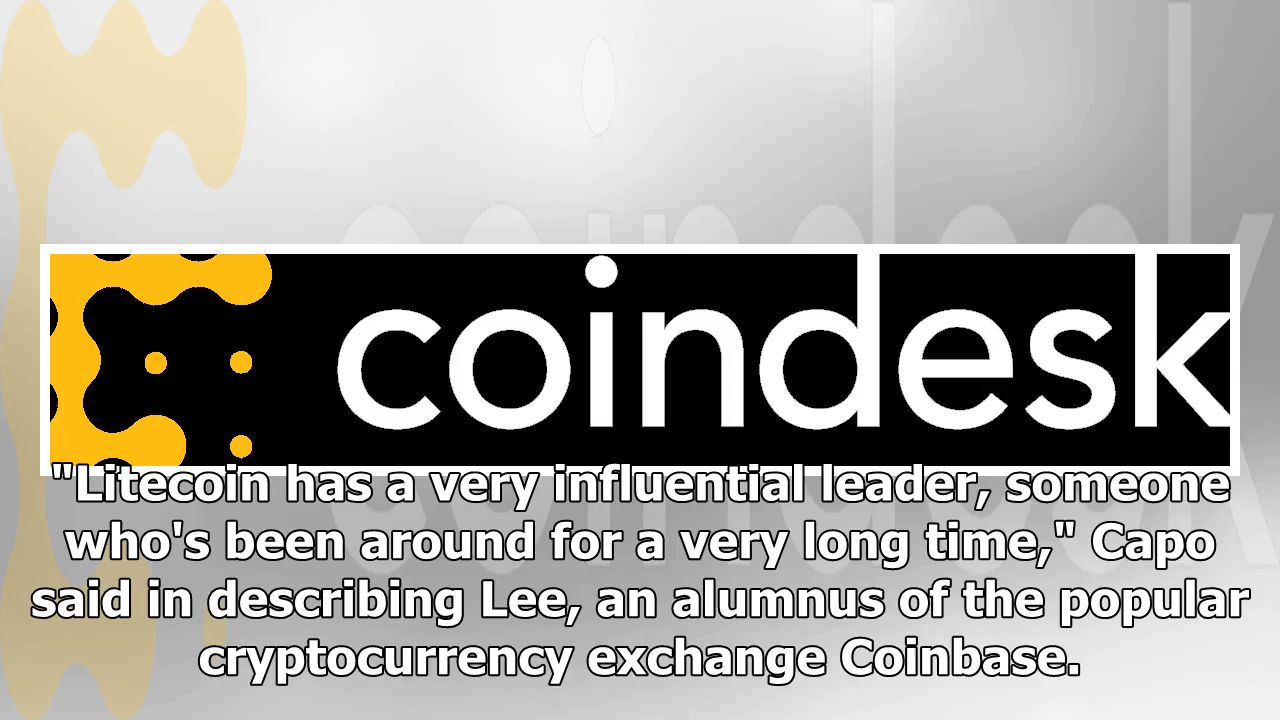 coindesk
"Litecoin has a very influential leader, someone
who's been around for a very long time," Capo
said in describing Lee, an alumnus of the popular
cryptocurrency exchange Coinbase.